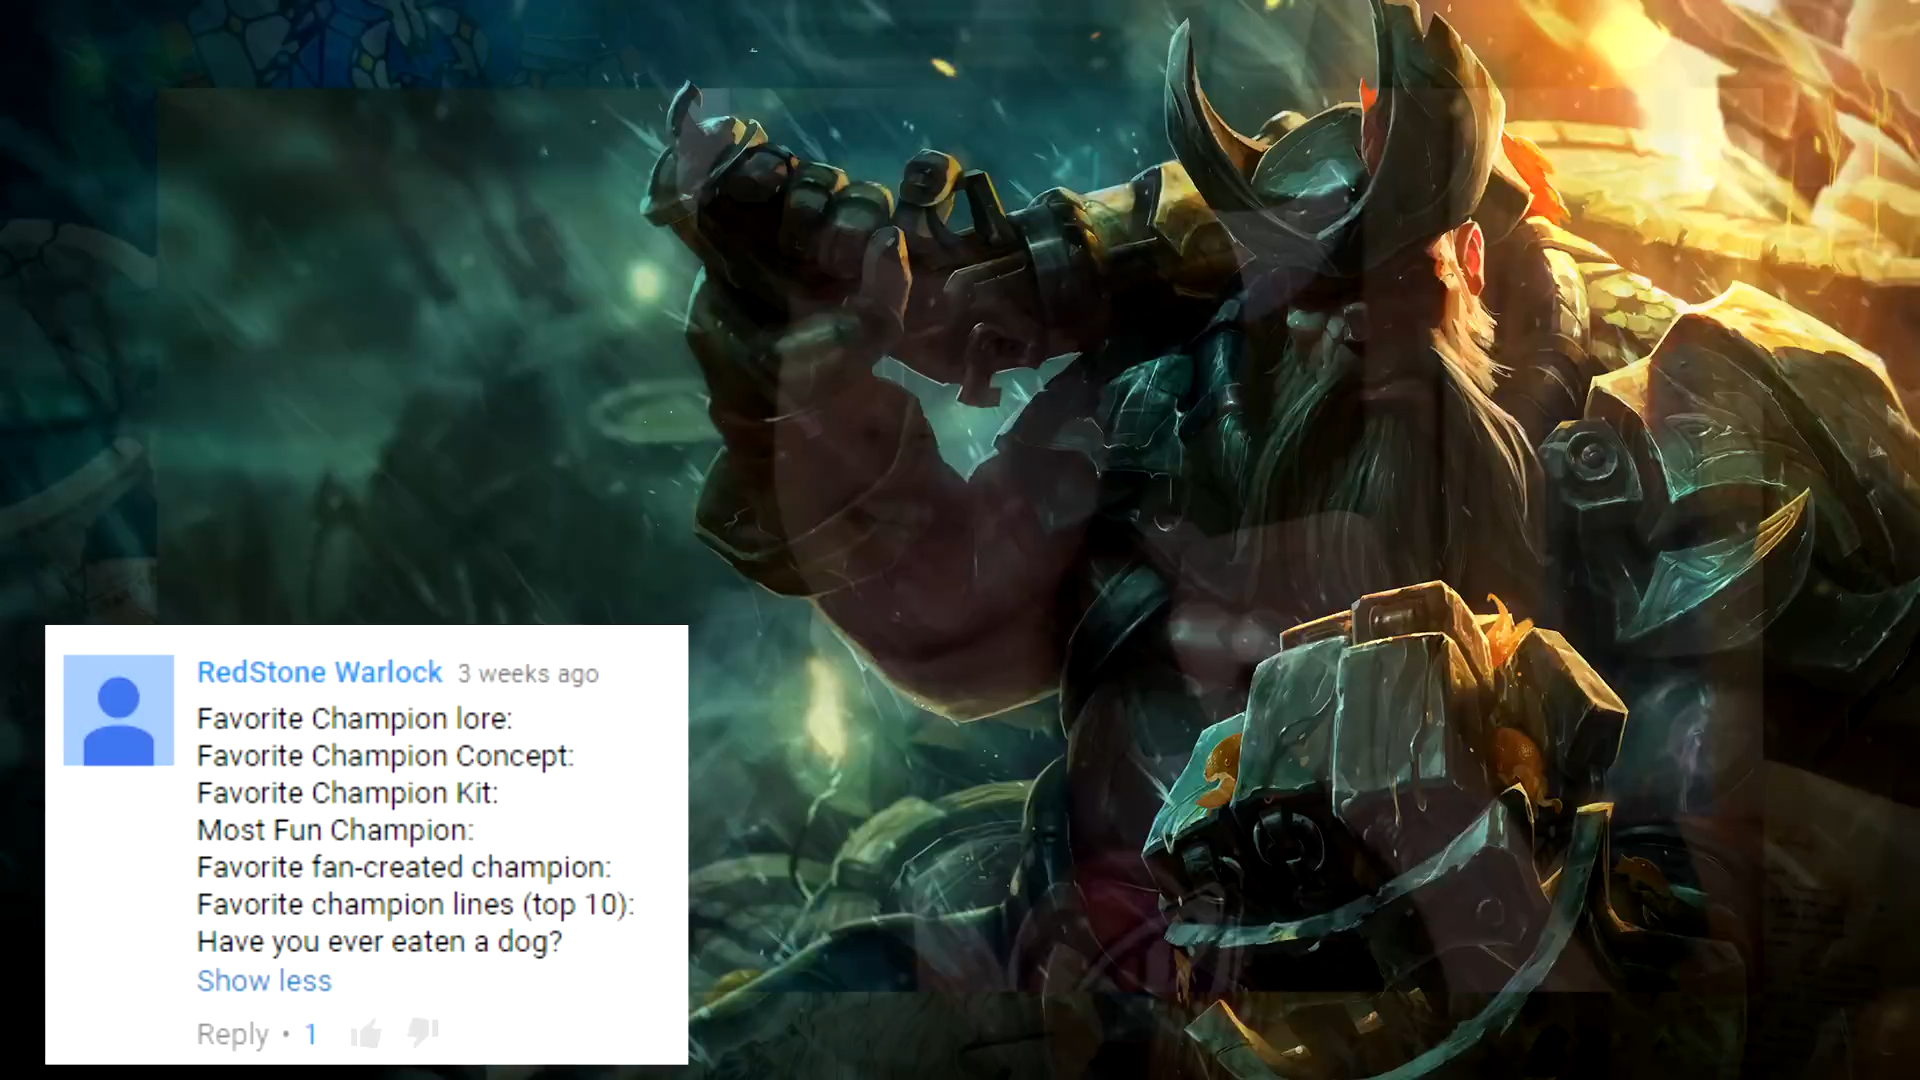 RedStone Warlock 3 weeks ago
Favorite Champion lore:
Favorite Champion Concept:
Favorite Champion Kit:
Most Fun Champion:
Favorite fan-created champion:
Favorite champion lines (top 10):
Have you ever eaten a dog?
Show less
Reply • 1